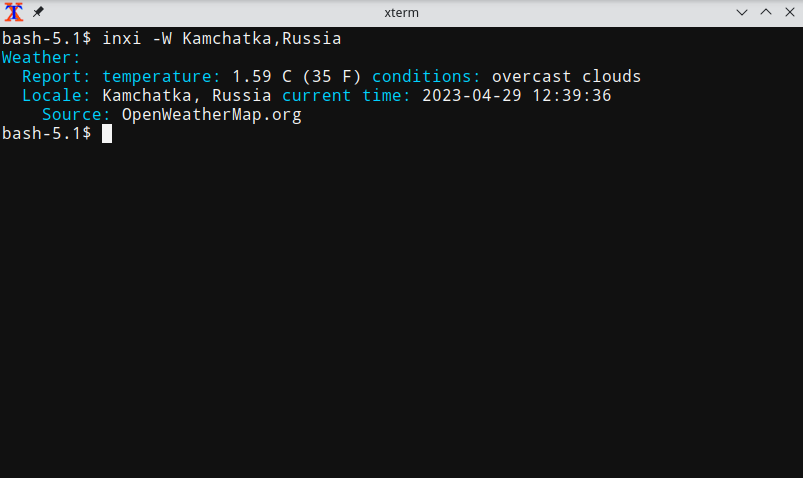 xterm
bash-5.1$ inxi -W Kamchatka,Russia
Weather:
  Report: temperature: 1.59 C (35 F) conditions: overcast clouds
  Locale: Kamchatka, Russia current time: 2023-04-29 12:39:36
    Source: OpenWeatherMap.org
bash-5.1$